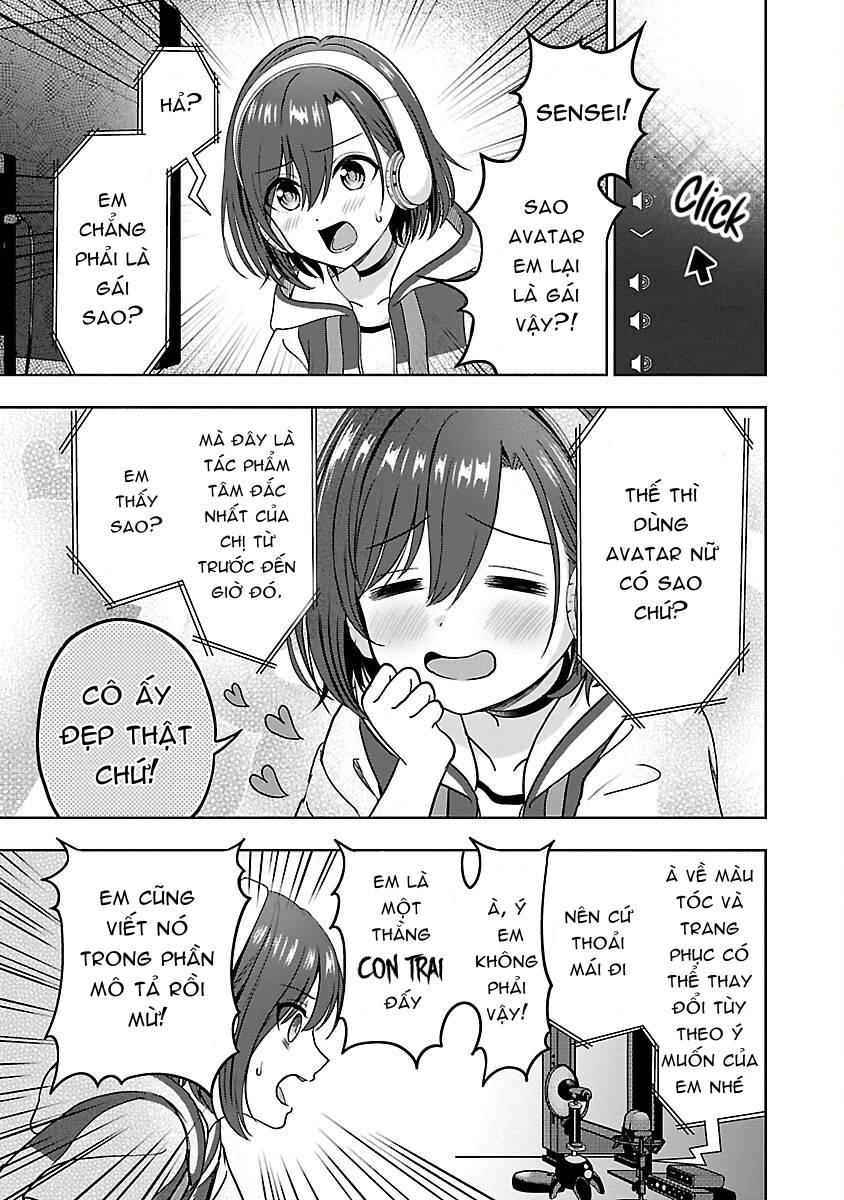 Click
SENSEI!
SAO
AVATAR
EM LẠI
LÀ GÁI
VẬY?!
HẢ?
EM
CHẲNG
PHẢI LÀ
GÁI
SAO?
THẾ THÌ
DÙNG
AVATAR NỮ
CÓ SAO
CHỨ?
MÀ ĐÂY LÀ
TÁC PHẨM
TÂM ĐẮC
NHẤT CỦA
CHỊ TỪ
TRƯỚC ĐẾN
GIỜ ĐÓ.
EM
THẤY
SAO?
CÔ ẤY
ĐẸP THẬT
CHỨ!
À VỀ MÀU
TÓC VÀ
TRANG
PHỤC CÓ
THỂ THAY
ĐỔI TÙY
THEO Ý
MUỐN CỦA
EM NHÉ
NÊN CỨ
THOẢI
MÁI ĐI
À, Ý
EM
KHÔNG
PHẢI
VẬY!
EM LÀ
MỘT
THẰNG
CON TRAI
ĐẤY
EM CŨNG
VIẾT NÓ
TRONG PHẦN
MÔ TẢ RỒI
MỪ!